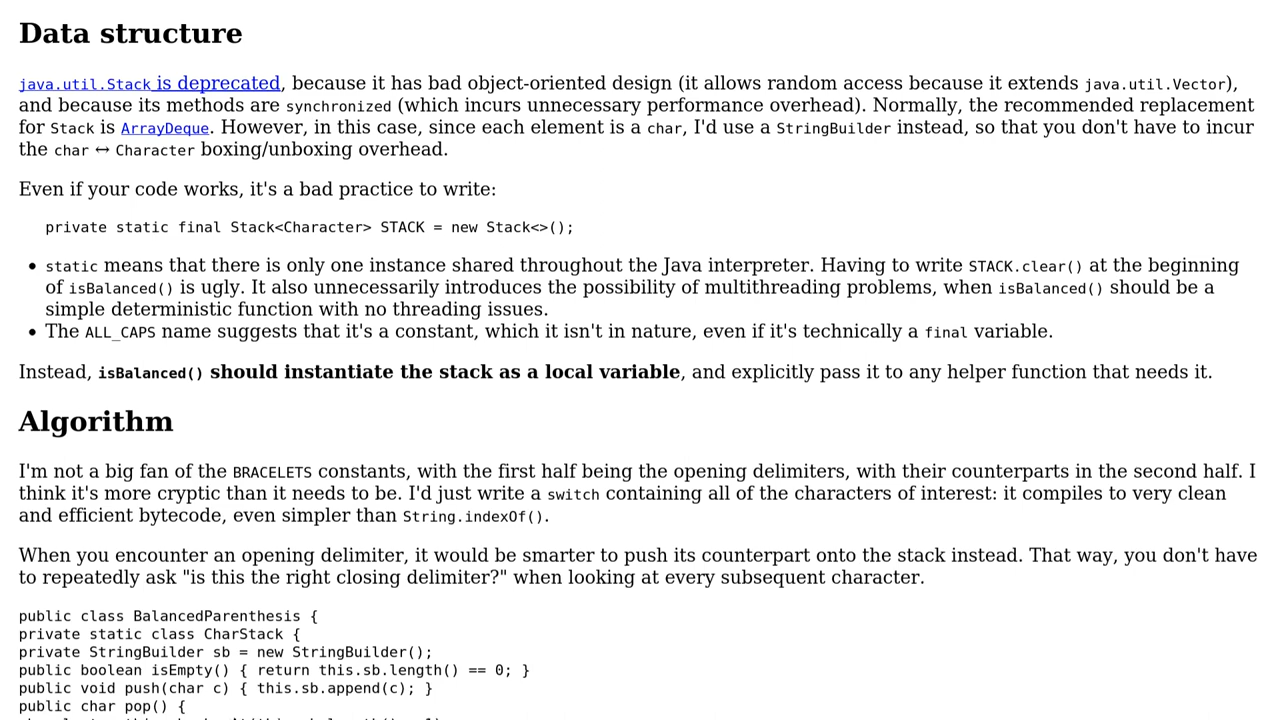 Data structure
java.util.Stack is deprecated, because it has bad object-oriented design (it allows random access because it extends java.util.Vector),
and because its methods are synchronized (which incurs unnecessary performance overhead). Normally, the recommended replacement
for Stack is ArrayDeque. However, in this case, since each element is a char, I'd use a StringBuilder instead, so that you don't have to incur
the char ↔ Character boxing/unboxing overhead.
Even if your code works, it's a bad practice to write:
private static final Stack<Character> STACK = new Stack<>();
• static means that there is only one instance shared throughout the Java interpreter. Having to write STACK.clear() at the beginning
of isBalanced() is ugly. It also unnecessarily introduces the possibility of multithreading problems, when isBalanced() should be a
simple deterministic function with no threading issues.
• The ALL_CAPS name suggests that it's a constant, which it isn't in nature, even if it's technically a final variable.
Instead, isBalanced() should instantiate the stack as a local variable, and explicitly pass it to any helper function that needs it.
Algorithm
I'm not a big fan of the BRACELETS constants, with the first half being the opening delimiters, with their counterparts in the second half. I
think it's more cryptic than it needs to be. I'd just write a switch containing all of the characters of interest: it compiles to very clean
and efficient bytecode, even simpler than String.indexOf().
When you encounter an opening delimiter, it would be smarter to push its counterpart onto the stack instead. That way, you don't have
to repeatedly ask "is this the right closing delimiter?" when looking at every subsequent character.
public class BalancedParenthesis {
private static class CharStack {
private StringBuilder sb = new StringBuilder();
public boolean isEmpty() { return this.sb.length() == 0; }
public void push(char c) { this.sb.append(c); }
public char pop() {